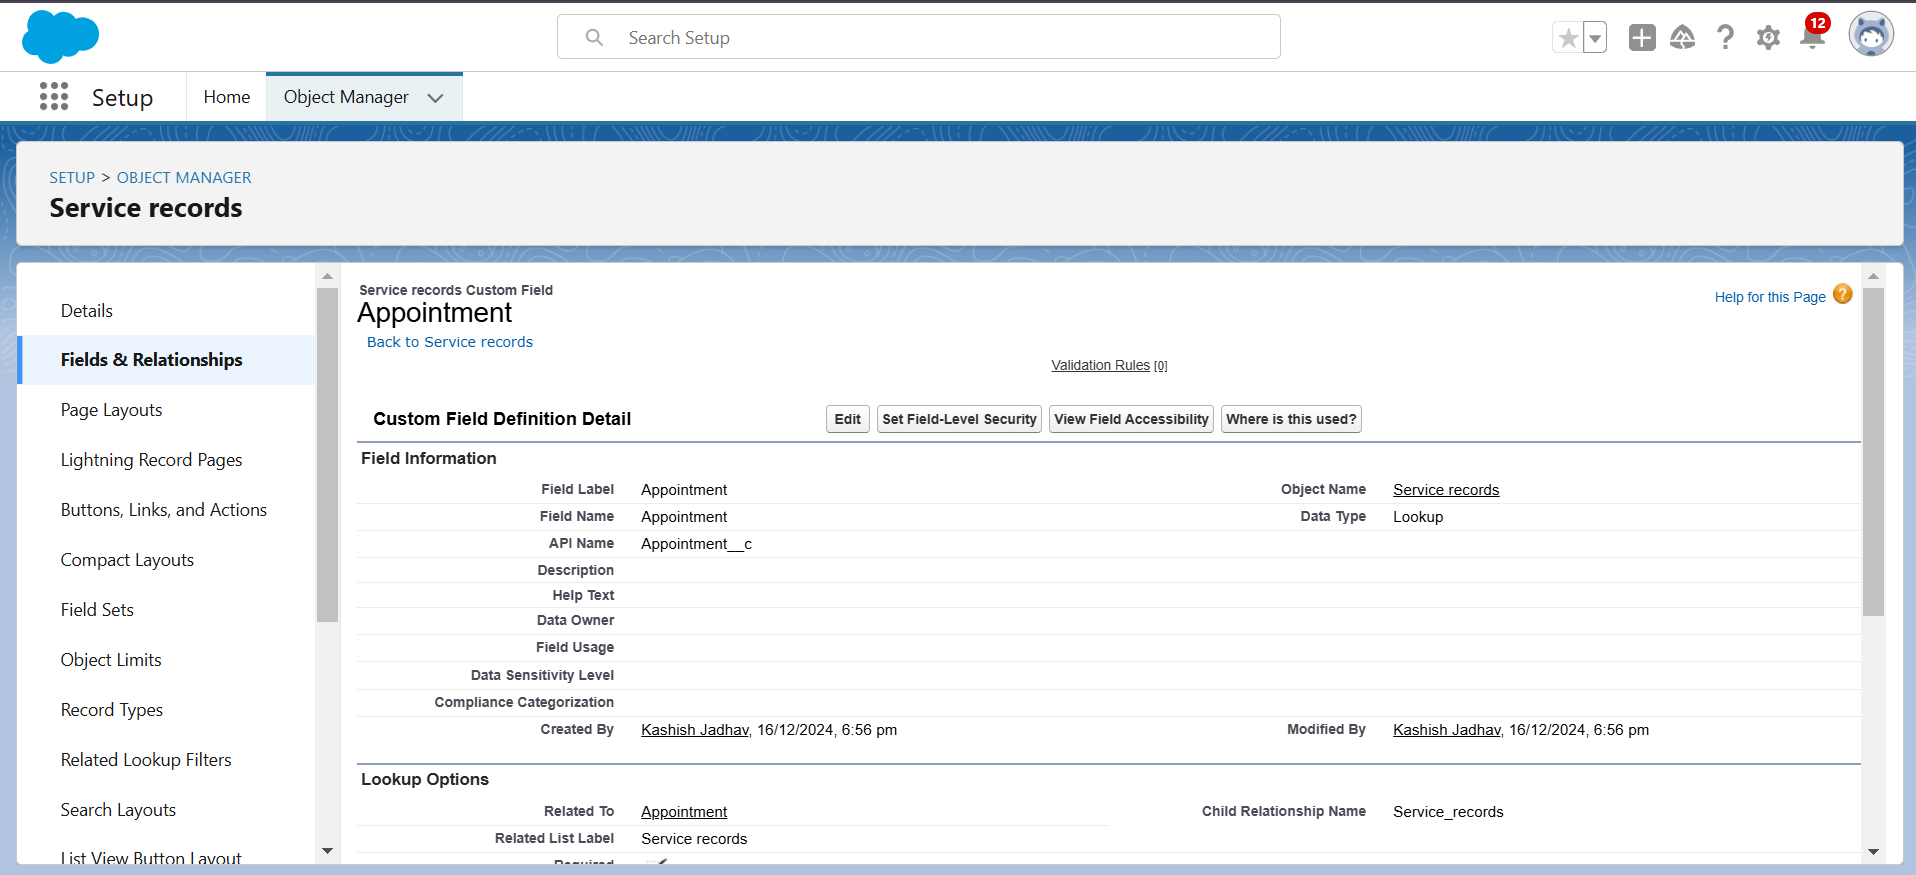 Search Setup
12
Setup
Home
Object Manager
SETUP > OBJECT MANAGER
Service records
Details
Fields & Relationships
Page Layouts
Lightning Record Pages
Buttons, Links, and Actions
Compact Layouts
Field Sets
Object Limits
Record Types
Related Lookup Filters
Search Layouts
List View Button Layout
Service records Custom Field
Appointment
Back to Service records
Help for this Page ?
Validation Rules [0]
Custom Field Definition Detail
Edit
Set Field-Level Security
View Field Accessibility
Where is this used?
Field Information
Field Label Appointment
Object Name Service records
Field Name Appointment
Data Type Lookup
API Name Appointment__c
Description
Help Text
Data Owner
Field Usage
Data Sensitivity Level
Compliance Categorization
Created By Kashish Jadhav, 16/12/2024, 6:56 pm
Modified By Kashish Jadhav, 16/12/2024, 6:56 pm
Lookup Options
Related To Appointment
Child Relationship Name Service_records
Related List Label Service records
Required